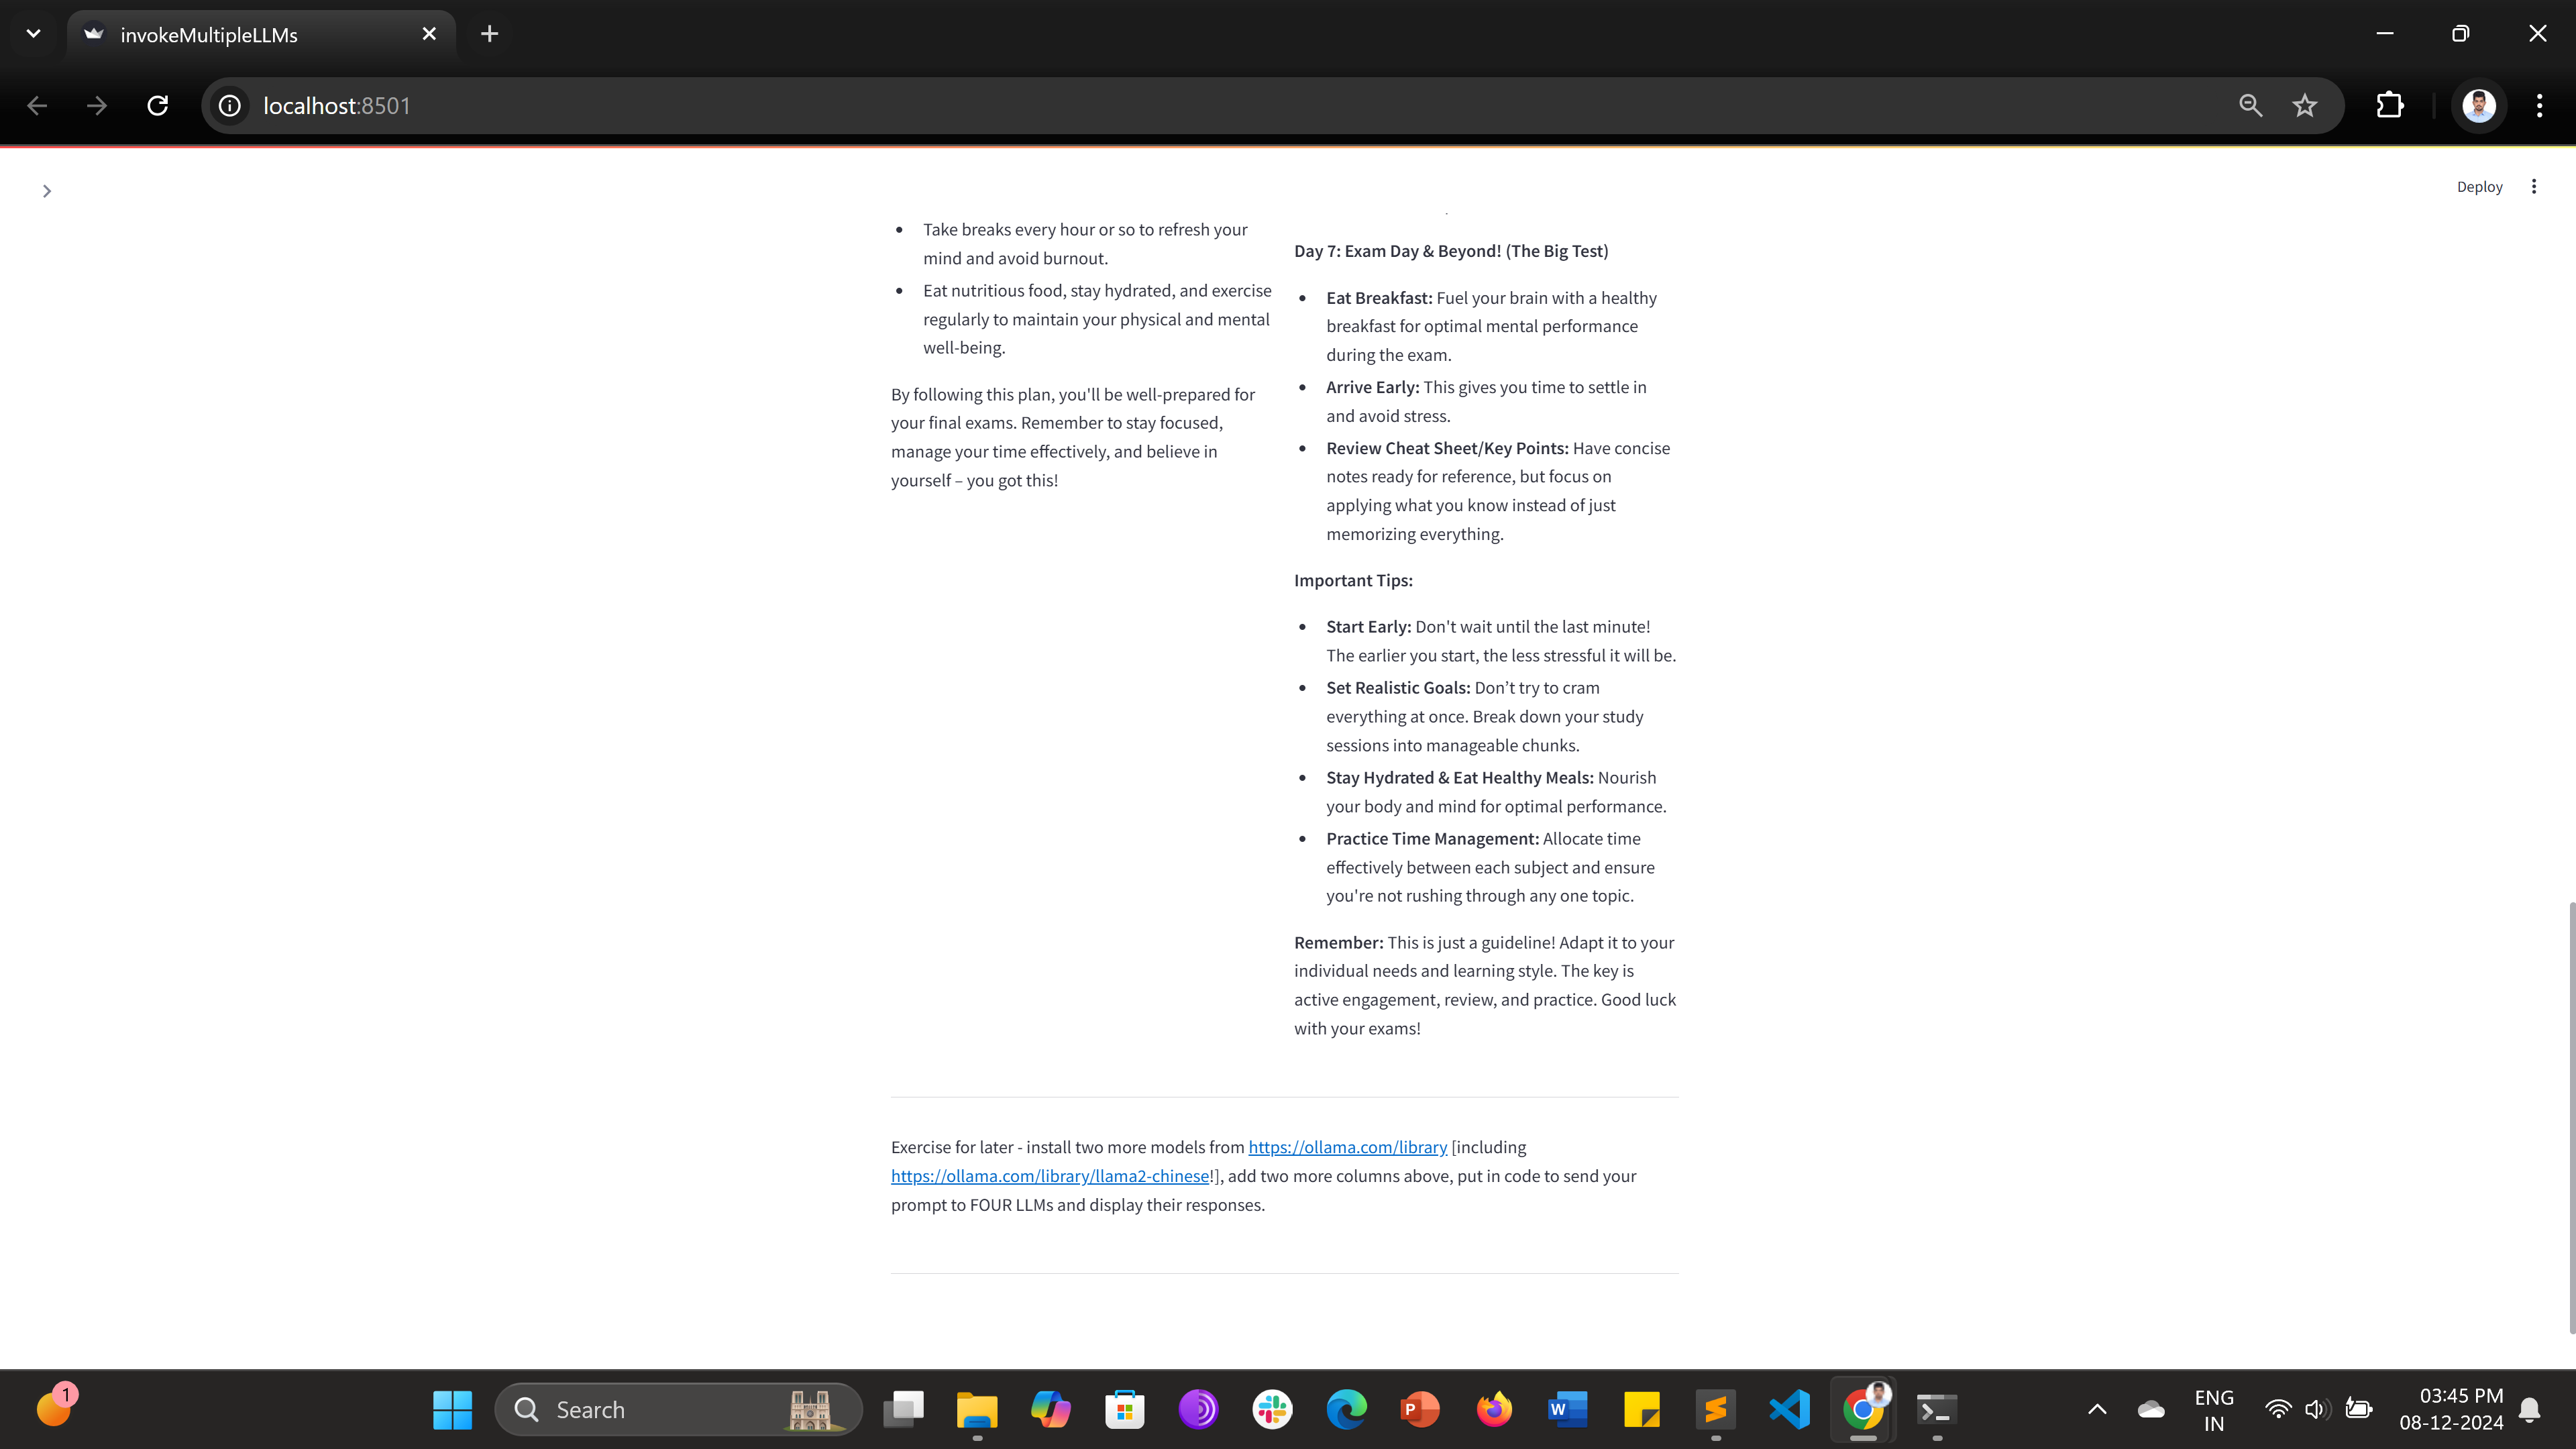 invokeMultipleLLMs
localhost:8501
Deploy
Take breaks every hour or so to refresh your
mind and avoid burnout.
Eat nutritious food, stay hydrated, and exercise
regularly to maintain your physical and mental
well-being.
By following this plan, you'll be well-prepared for
your final exams. Remember to stay focused,
manage your time effectively, and believe in
yourself – you got this!
Day 7: Exam Day & Beyond! (The Big Test)
Eat Breakfast: Fuel your brain with a healthy
breakfast for optimal mental performance
during the exam.
Arrive Early: This gives you time to settle in
and avoid stress.
Review Cheat Sheet/Key Points: Have concise
notes ready for reference, but focus on
applying what you know instead of just
memorizing everything.
Important Tips:
Start Early: Don't wait until the last minute!
The earlier you start, the less stressful it will be.
Set Realistic Goals: Don’t try to cram
everything at once. Break down your study
sessions into manageable chunks.
Stay Hydrated & Eat Healthy Meals: Nourish
your body and mind for optimal performance.
Practice Time Management: Allocate time
effectively between each subject and ensure
you're not rushing through any one topic.
Remember: This is just a guideline! Adapt it to your
individual needs and learning style. The key is
active engagement, review, and practice. Good luck
with your exams!
Exercise for later - install two more models from https://ollama.com/library [including
https://ollama.com/library/llama2-chinese!], add two more columns above, put in code to send your
prompt to FOUR LLMs and display their responses.
1
Search
P
W
ENG
IN
03:45 PM
08-12-2024